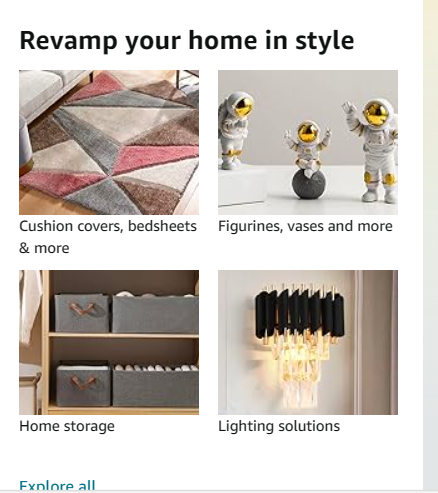 Revamp your home in style
Cushion covers, bedsheets
& more
Figurines, vases and more
Home storage
Lighting solutions
Explore all